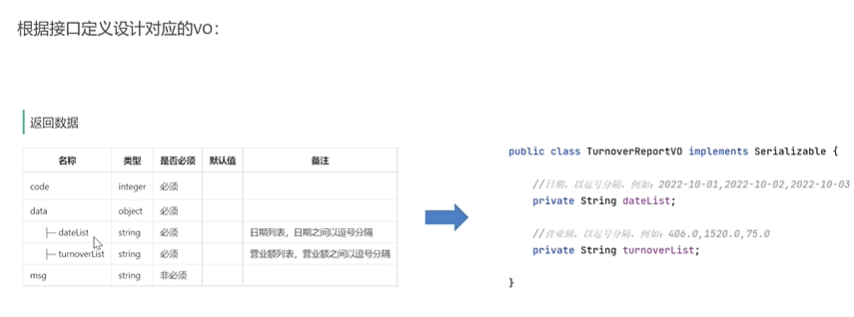 根据接口定义设计对应的VO：
返回数据
名称 类型 是否必须 默认值 备注
code integer 必须
data object 必须
├─ dateList string 必须 日期列表，日期之间以逗号分隔
├─ turnoverList string 必须 营业额列表，营业额之间以逗号分隔
msg string 非必须
public class TurnoverReportVO implements Serializable {
//日期，以逗号分隔，例如：2022-10-01,2022-10-02,2022-10-03
private String dateList;
//营业额，以逗号分隔，例如：406.0,1520.0,75.0
private String turnoverList;
}